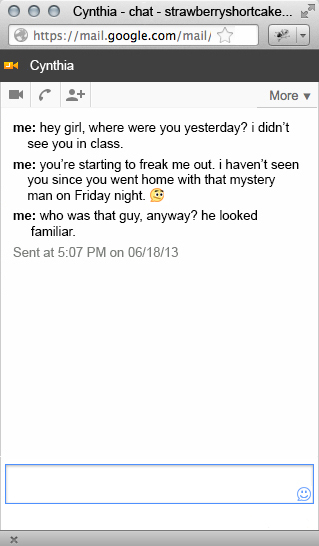 Cynthia - chat - strawberryshortcake...
https://mail.google.com/mail/
Cynthia
More
me: hey girl, where were you yesterday? i didn't
see you in class.
me: you're starting to freak me out. i haven't seen
you since you went home with that mystery
man on Friday night.
me: who was that guy, anyway? he looked
familiar.
Sent at 5:07 PM on 06/18/13